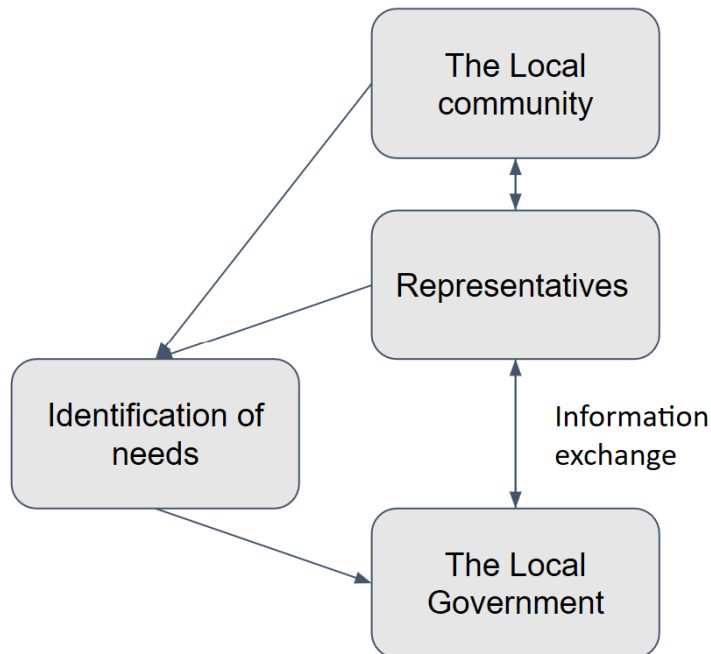 The Local
community
Representatives
Identification of
needs
Information
exchange
The Local
Government